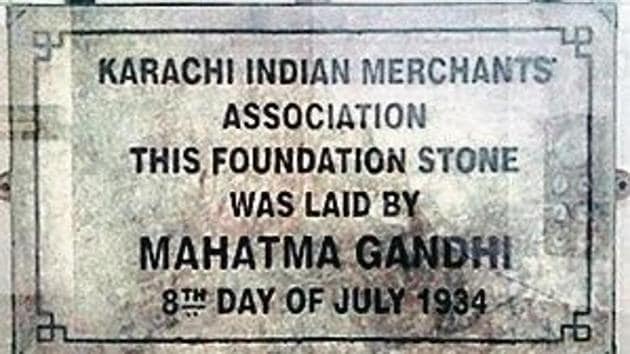 KARACHI INDIAN MERCHANTS'
ASSOCIATION
THIS FOUNDATION STONE
WAS LAID BY
MAHATMA GANDHI
8TH DAY OF JULY 1934